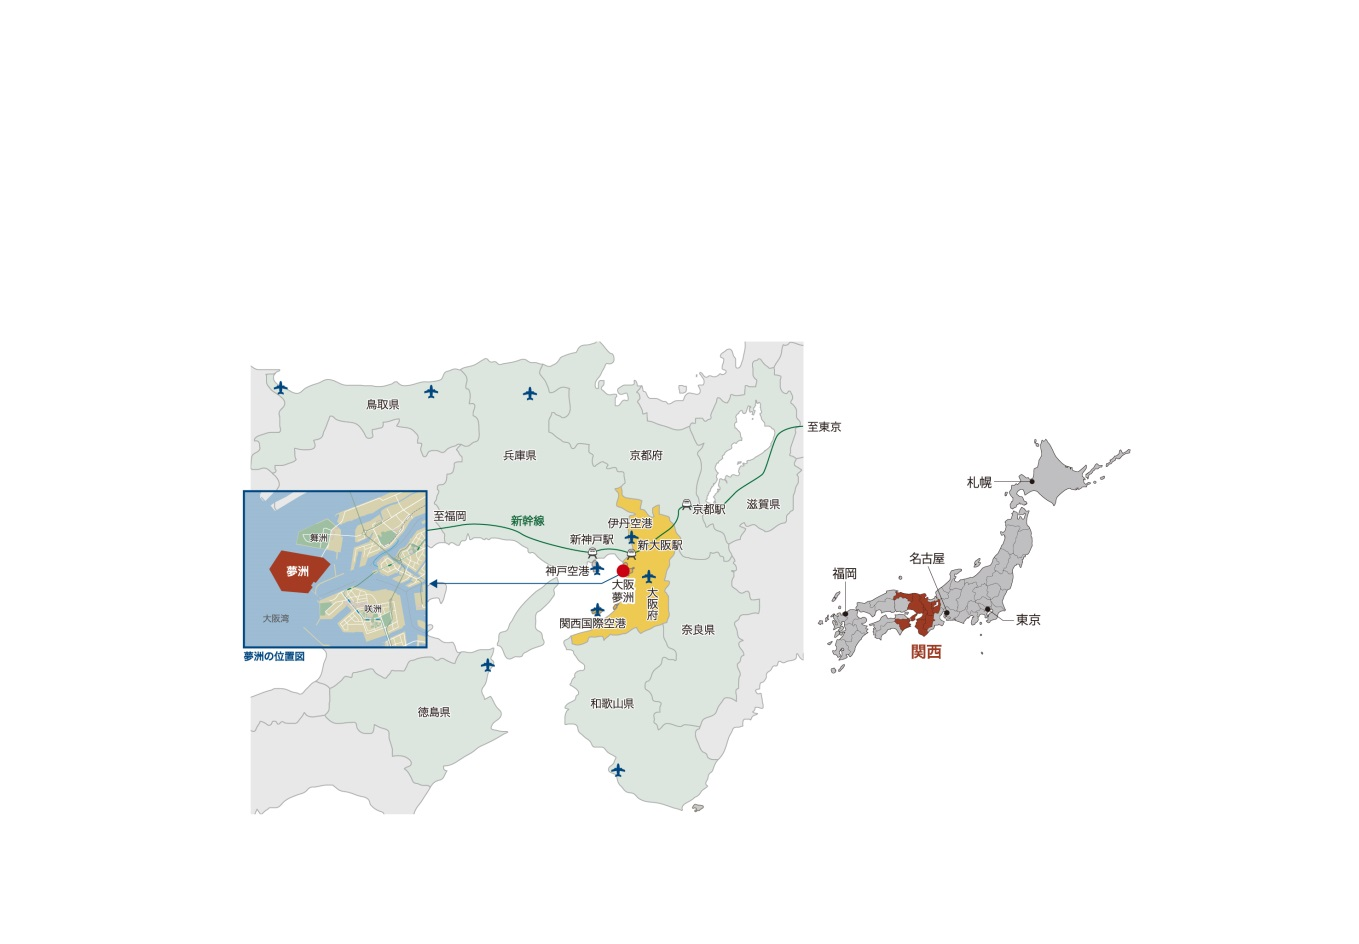 鳥取県
兵庫県
京都府
至東京
滋賀県
京都駅
至福岡
新幹線
伊丹空港
新神戸駅
新大阪駅
神戸空港
大阪
夢洲
大阪府
関西国際空港
奈良県
和歌山県
徳島県
舞洲
夢洲
咲洲
大阪湾
夢洲の位置図
札幌
名古屋
福岡
東京
関西